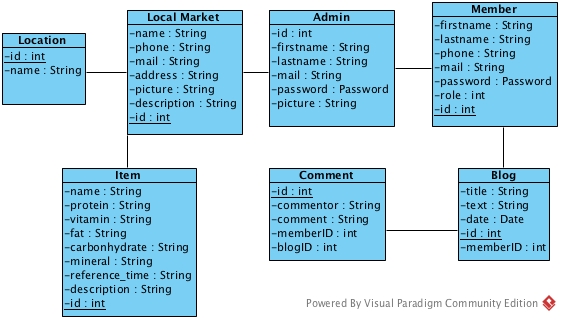 Location
-id : int
-name : String
Local Market
-name : String
-phone : String
-mail : String
-address : String
-picture : String
-description : String
-id : int
Admin
-id : int
-firstname : String
-lastname : String
-mail : String
-password : Password
-picture : String
Member
-firstname : String
-lastname : String
-phone : String
-mail : String
-password : Password
-role : int
-id : int
Item
-name : String
-protein : String
-vitamin : String
-fat : String
-carbonhydrate : String
-mineral : String
-reference_time : String
-description : String
-id : int
Comment
-id : int
-commentor : String
-comment : String
-memberID : int
-blogID : int
Blog
-title : String
-text : String
-date : Date
-id : int
-memberID : int
Powered By Visual Paradigm Community Edition